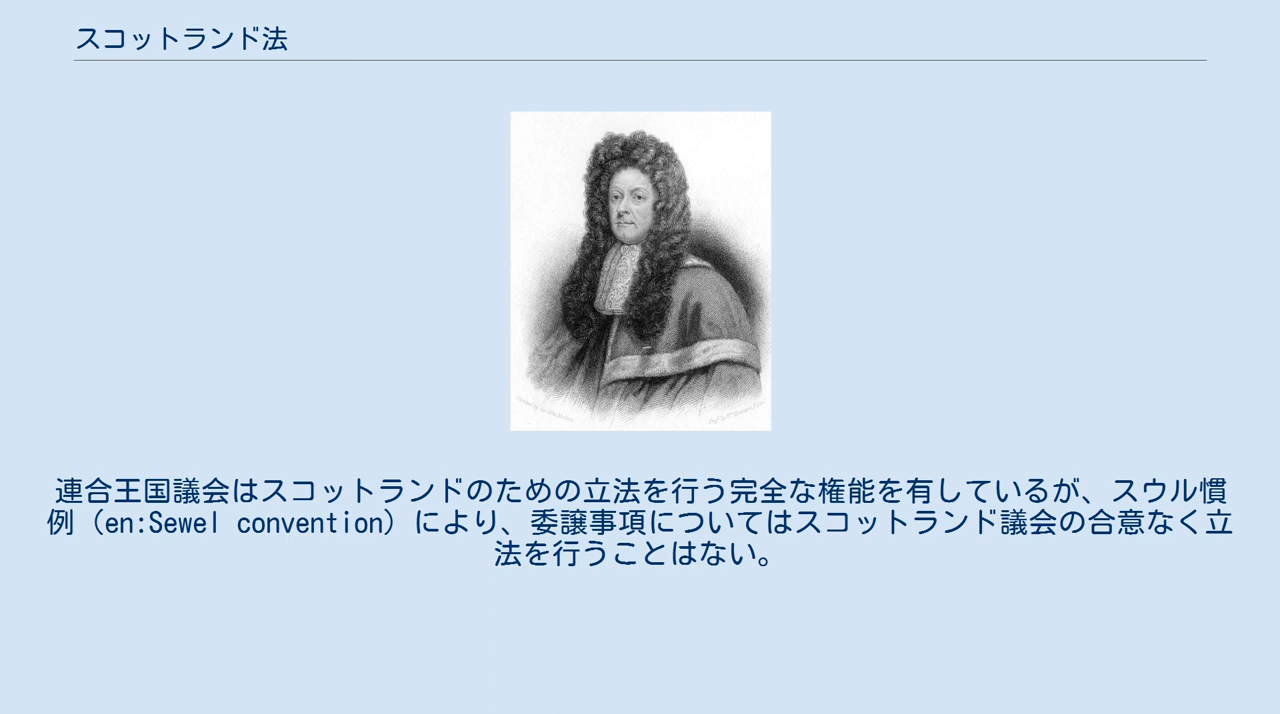 スコットランド法
連合王国議会はスコットランドのための立法を行う完全な権能を有しているが、スウル慣
例（en:Sewel convention）により、委譲事項についてはスコットランド議会の合意なく立
法を行うことはない。